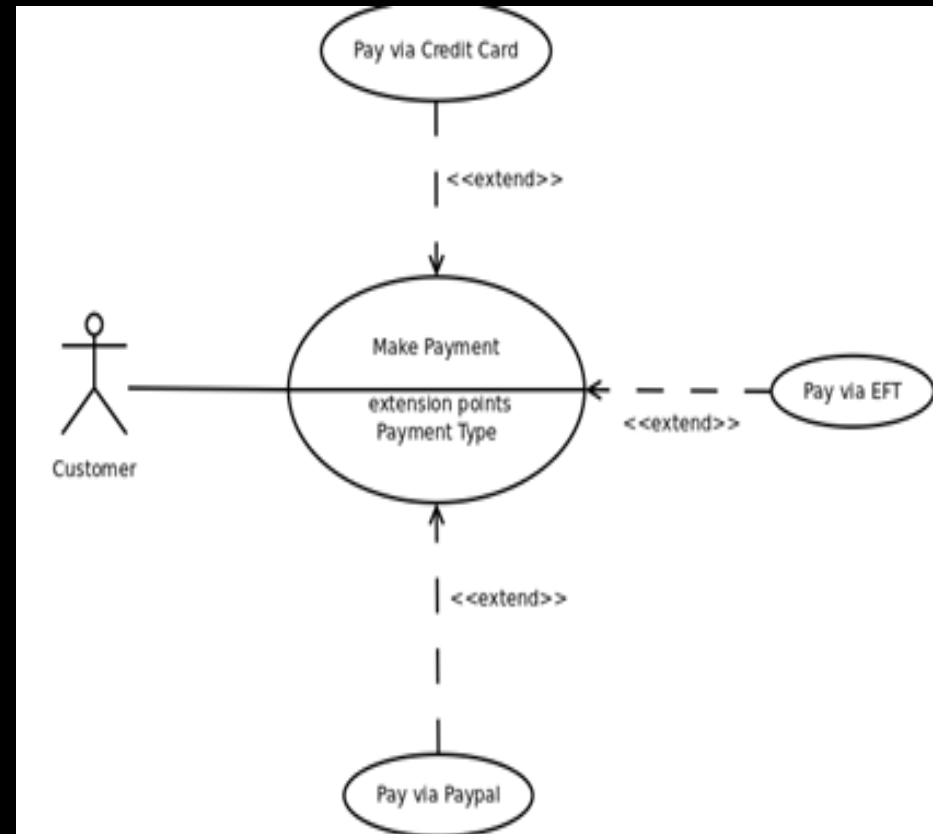 Pay via Credit Card
<<extend>>
Make Payment
extension points
Payment Type
Pay via EFT
<<extend>>
Customer
<<extend>>
Pay via Paypal